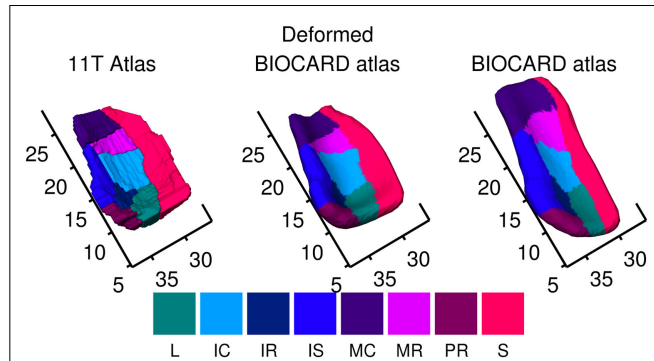 Deformed
11T Atlas BIOCARD atlas BIOCARD atlas
25 25 25
20 20 20
15 15 15
10 10 10
5 5 5
35 30 35 30 35 30
L IC IR IS MC MR PR S